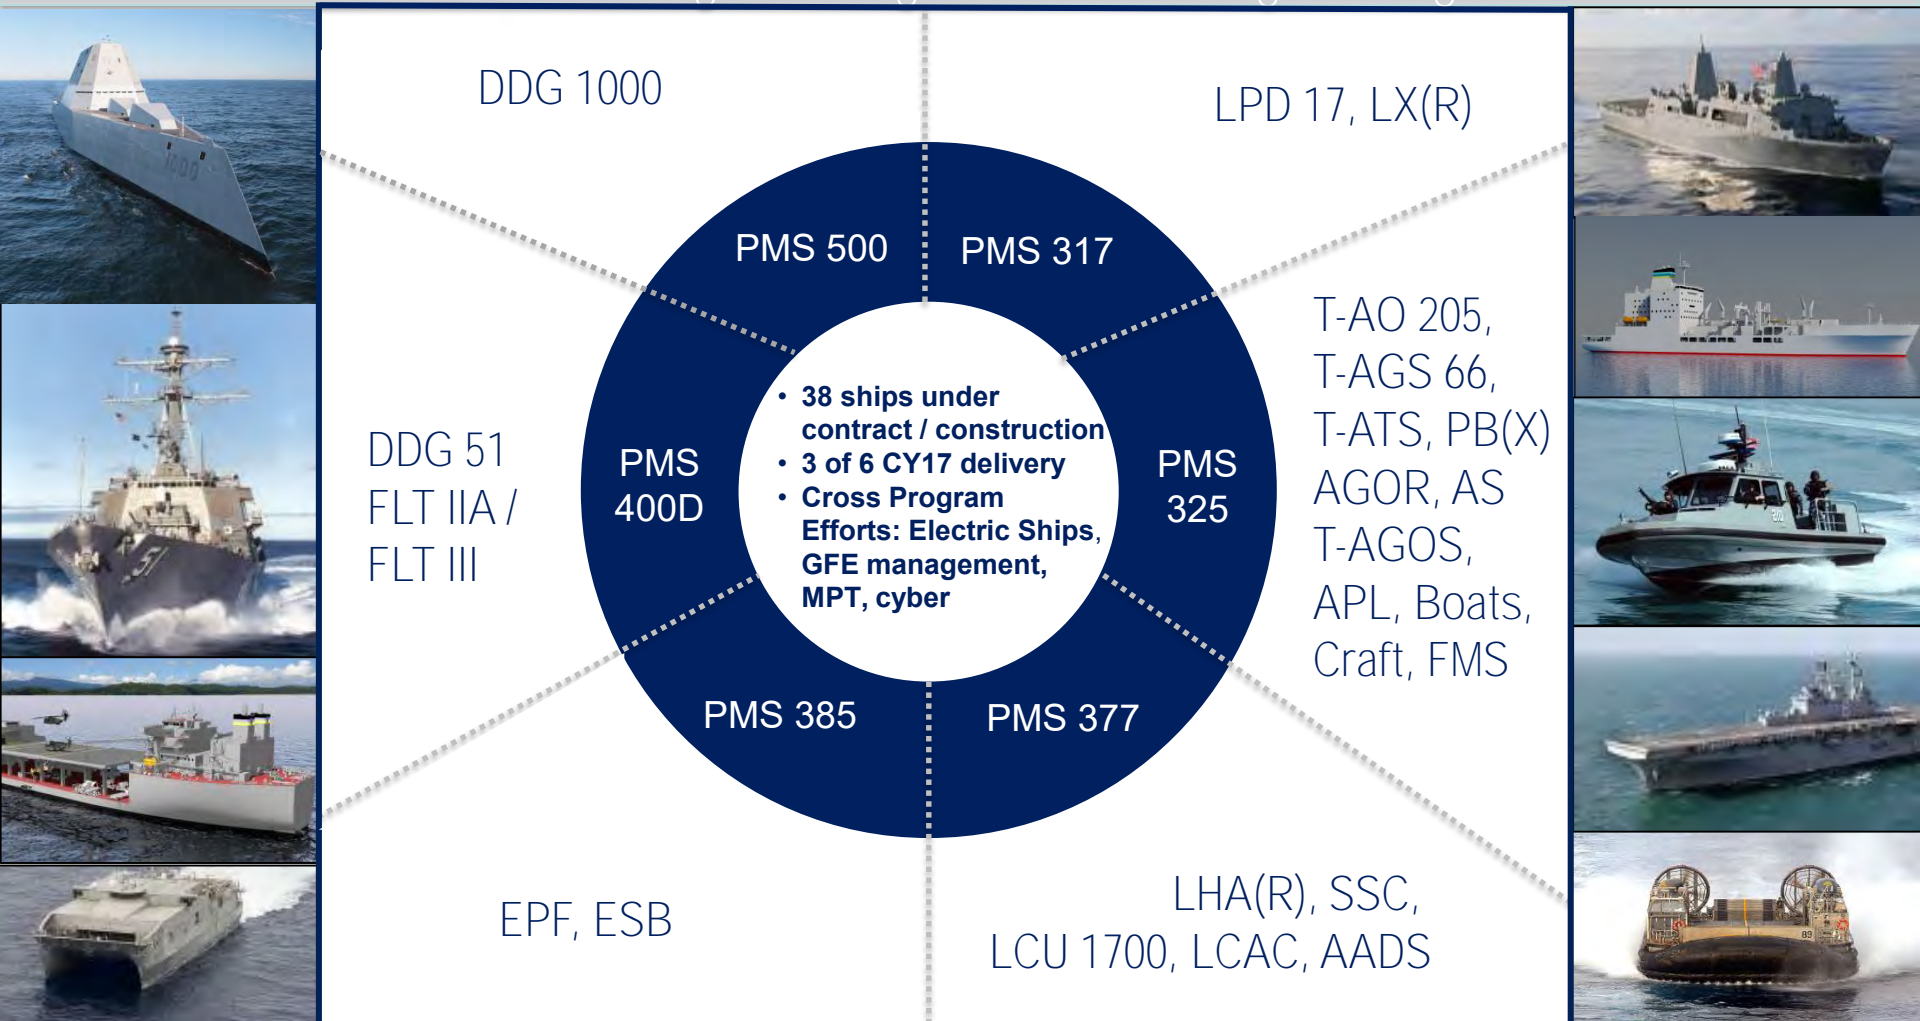 DDG 1000
LPD 17, LX(R)
PMS 500
PMS 317
T-AO 205,
T-AGS 66,
T-ATS, PB(X)
AGOR, AS
T-AGOS,
APL, Boats,
Craft, FMS
• 38 ships under
contract / construction
• 3 of 6 CY17 delivery
• Cross Program
Efforts: Electric Ships,
GFE management,
MPT, cyber
DDG 51
FLT IIA /
FLT III
PMS
400D
PMS
325
PMS 385
PMS 377
EPF, ESB
LHA(R), SSC,
LCU 1700, LCAC, AADS
1000
51
89